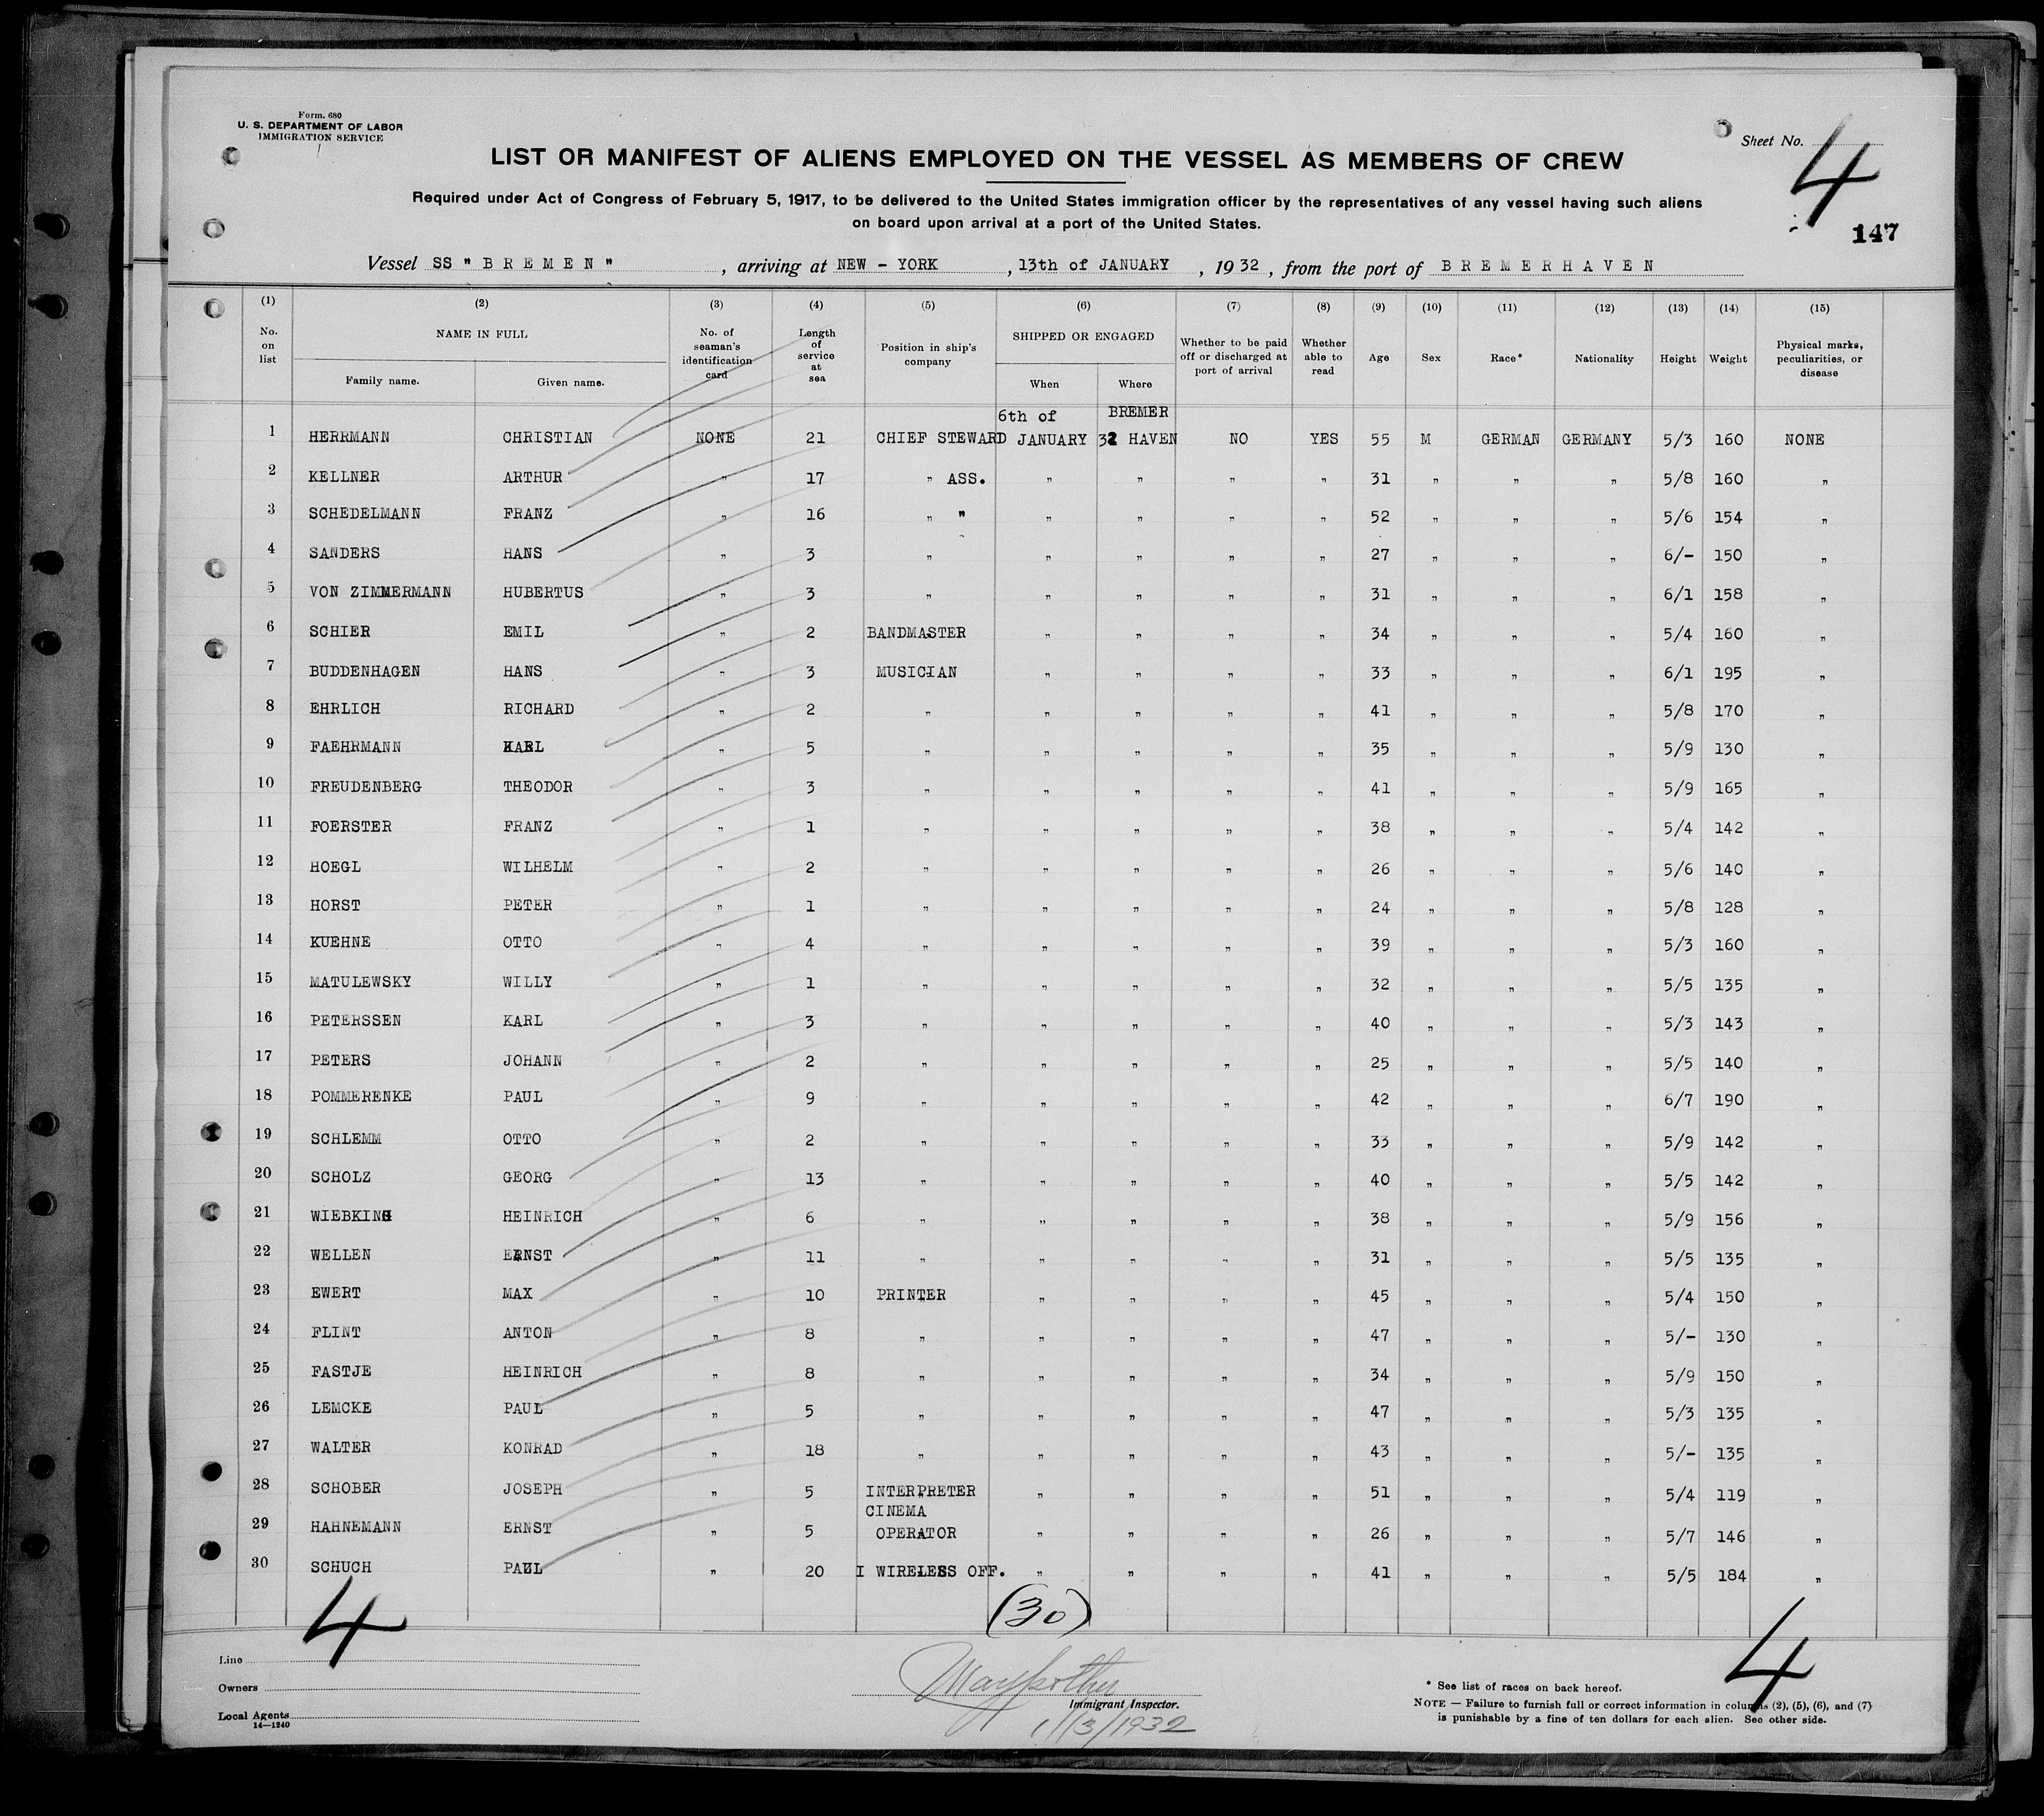 Form. 680
U. S. DEPARTMENT OF LABOR
IMMIGRATION SERVICE
Sheet No. 4
LIST OR MANIFEST OF ALIENS EMPLOYED ON THE VESSEL AS MEMBERS OF CREW
Required under Act of Congress of February 5, 1917, to be delivered to the United States immigration officer by the representatives of any vessel having such aliens
on board upon arrival at a port of the United States.
147
Vessel SS " B R E M E N " , arriving at NEW - YORK , 13th of JANUARY , 19 32 , from the port of B R E M E R H A V E N
(1) (2) (3) (4) (5) (6) (7) (8) (9) (10) (11) (12) (13) (14) (15)
No. on list NAME IN FULL Family name. Given name. No. of seaman's identification card Length of service at sea Position in ship's company SHIPPED OR ENGAGED When Where Whether to be paid off or discharged at port of arrival Whether able to read Age Sex Race* Nationality Height Weight Physical marks, peculiarities, or disease
6th of BREMER
1 HERRMANN CHRISTIAN NONE 21 CHIEF STEWARD JANUARY 32 HAVEN NO YES 55 M GERMAN GERMANY 5/3 160 NONE
2 KELLNER ARTHUR " 17 " ASS. " " " " 31 " " " 5/8 160 "
3 SCHEDELMANN FRANZ " 16 " " " " " " 52 " " " 5/6 154 "
4 SANDERS HANS " 3 " " " " " 27 " " " 6/- 150 "
5 VON ZIMMERMANN HUBERTUS " 3 " " " " " 31 " " " 6/1 158 "
6 SCHIER EMIL " 2 BANDMASTER " " " " 34 " " " 5/4 160 "
7 BUDDENHAGEN HANS " 3 MUSICIAN " " " " 33 " " " 6/1 195 "
8 EHRLICH RICHARD " 2 " " " " " 41 " " " 5/8 170 "
9 FAEHRMANN KARL " 5 " " " " " 35 " " " 5/9 130 "
10 FREUDENBERG THEODOR " 3 " " " " " 41 " " " 5/9 165 "
11 FOERSTER FRANZ " 1 " " " " " 38 " " " 5/4 142 "
12 HOEGL WILHELM " 2 " " " " " 26 " " " 5/6 140 "
13 HORST PETER " 1 " " " " " 24 " " " 5/8 128 "
14 KUEHNE OTTO " 4 " " " " " 39 " " " 5/3 160 "
15 MATULEWSKY WILLY " 1 " " " " " 32 " " " 5/5 135 "
16 PETERSSEN KARL " 3 " " " " " 40 " " " 5/3 143 "
17 PETERS JOHANN " 2 " " " " " 25 " " " 5/5 140 "
18 POMMERENKE PAUL " 9 " " " " " 42 " " " 6/7 190 "
19 SCHLEMM OTTO " 2 " " " " " 33 " " " 5/9 142 "
20 SCHOLZ GEORG " 13 " " " " " 40 " " " 5/5 142 "
21 WIEBKING HEINRICH " 6 " " " " " 38 " " " 5/9 156 "
22 WELLEN ERNST " 11 " " " " " 31 " " " 5/5 135 "
23 EWERT MAX " 10 PRINTER " " " " 45 " " " 5/4 150 "
24 FLINT ANTON " 8 " " " " " 47 " " " 5/- 130 "
25 FASTJE HEINRICH " 8 " " " " " 34 " " " 5/9 150 "
26 LEMCKE PAUL " 5 " " " " " 47 " " " 5/3 135 "
27 WALTER KONRAD " 18 " " " " " 43 " " " 5/- 135 "
28 SCHOBER JOSEPH " 5 INTERPRETER " " " " 51 " " " 5/4 119 "
CINEMA
29 HAHNEMANN ERNST " 5 OPERATOR " " " " 26 " " " 5/7 146 "
30 SCHUCH PAUL " 20 I WIRELESS OFF. " " " " 41 " " " 5/5 184 "
(30)
4 4
Line
Owners
Local Agents
14—1240
Immigrant Inspector.
1/13/1932
* See list of races on back hereof.
NOTE — Failure to furnish full or correct information in columns (2), (5), (6), and (7)
is punishable by a fine of ten dollars for each alien. See other side.